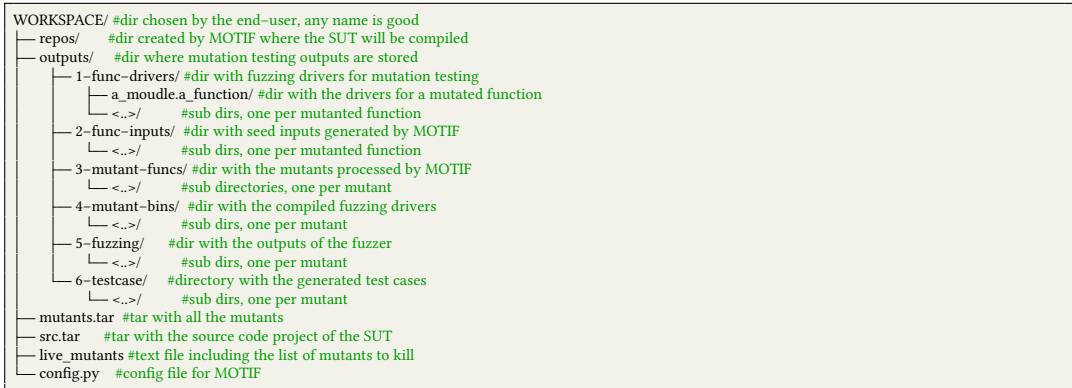 WORKSPACE/ #dir chosen by the end–user, any name is good
├── repos/ #dir created by MOTIF where the SUT will be compiled
├── outputs/ #dir where mutation testing outputs are stored
│ ├── 1–func–drivers/ #dir with fuzzing drivers for mutation testing
│ │ ├── a_moudle.a_function/ #dir with the drivers for a mutated function
│ │ └── <..>/ #sub dirs, one per mutanted function
│ ├── 2–func–inputs/ #dir with seed inputs generated by MOTIF
│ │ └── <..>/ #sub dirs, one per mutanted function
│ ├── 3–mutant–funcs/ #dir with the mutants processed by MOTIF
│ │ └── <..>/ #sub directories, one per mutant
│ ├── 4–mutant–bins/ #dir with the compiled fuzzing drivers
│ │ └── <..>/ #sub dirs, one per mutant
│ ├── 5–fuzzing/ #dir with the outputs of the fuzzer
│ │ └── <..>/ #sub dirs, one per mutant
│ └── 6–testcase/ #directory with the generated test cases
│ └── <..>/ #sub dirs, one per mutant
├── mutants.tar #tar with all the mutants
├── src.tar #tar with the source code project of the SUT
├── live_mutants #text file including the list of mutants to kill
└── config.py #config file for MOTIF